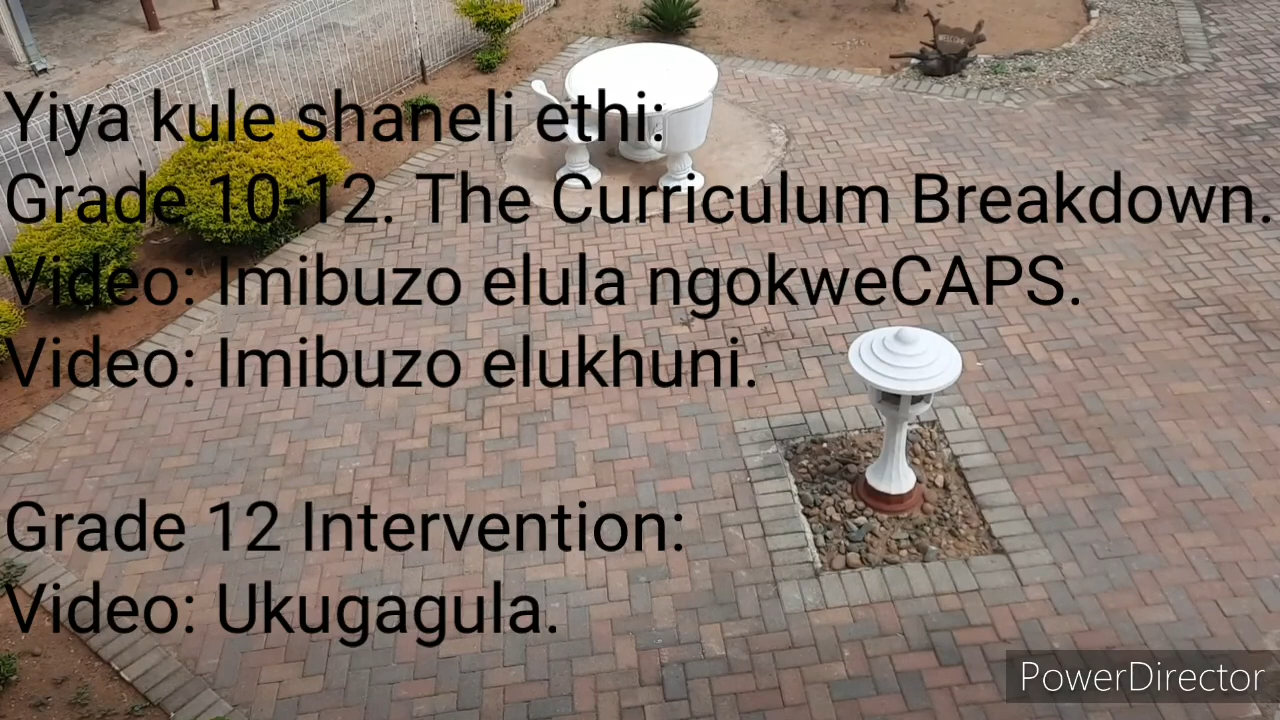 WELCOME
Yiya kule shaneli ethi:
Grade 10-12. The Curriculum Breakdown.
Video: Imibuzo elula ngokweCAPS.
Video: Imibuzo elukhuni.
Grade 12 Intervention:
Video: Ukugagula.
PowerDirector